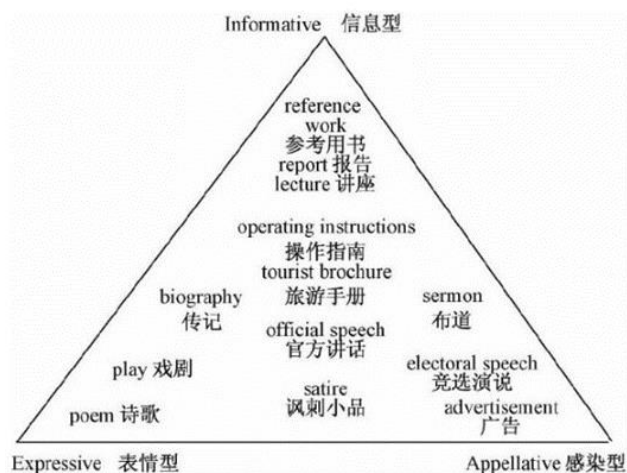 Informative 信息型
reference
work
参考用书
report 报告
lecture 讲座
operating instructions
操作指南
tourist brochure
旅游手册
biography
传记
sermon
布道
official speech
官方讲话
play 戏剧
electoral speech
竞选演说
satire
讽刺小品
poem 诗歌
advertisement
广告
Expressive 表情型
Appellative 感染型